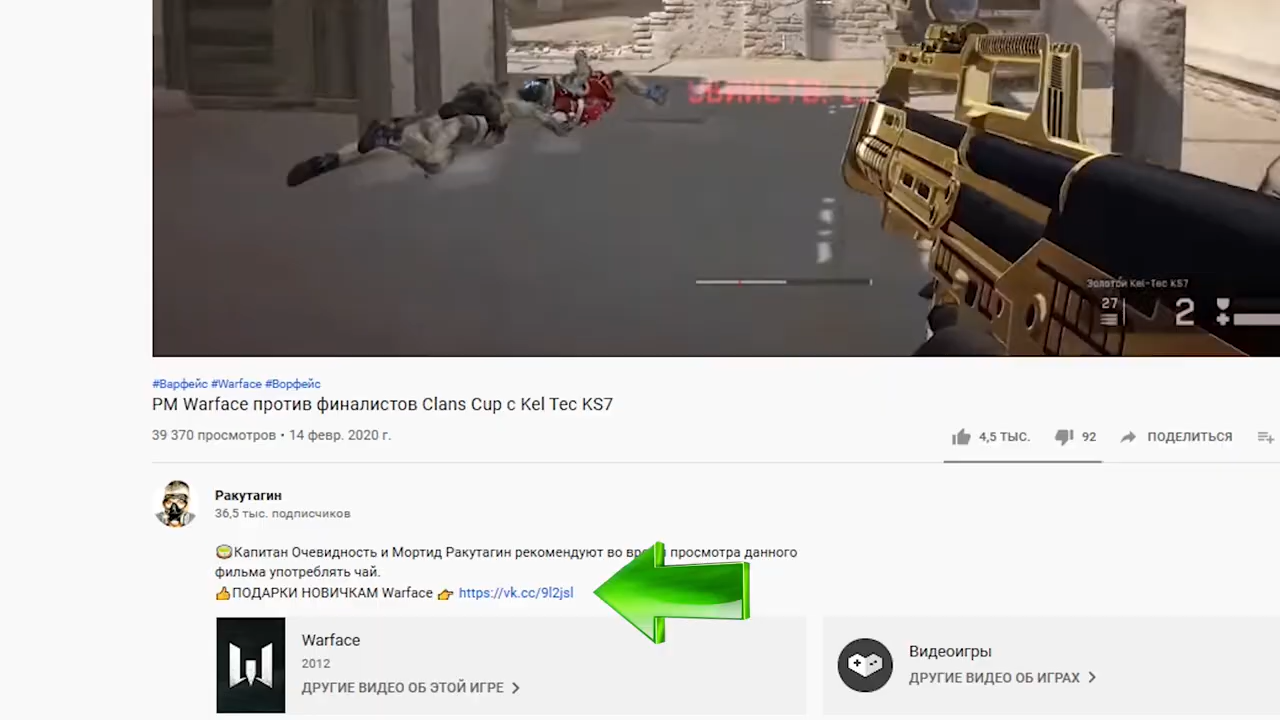 Золотой Kel-Tec KS7
27
2
#Варфейс #Warface #Ворфейс
РМ Warface против финалистов Clans Cup с Kel Tec KS7
39 370 просмотров • 14 февр. 2020 г.
4,5 ТЫС.
92
ПОДЕЛИТЬСЯ
Ракутагин
36,5 тыс. подписчиков
Капитан Очевидность и Мортид Ракутагин рекомендуют во просмотра данного
фильма употреблять чай.
ПОДАРКИ НОВИЧКАМ Warface https://vk.cc/9l2jsl
Warface
2012
ДРУГИЕ ВИДЕО ОБ ЭТОЙ ИГРЕ
Видеоигры
ДРУГИЕ ВИДЕО ОБ ИГРАХ